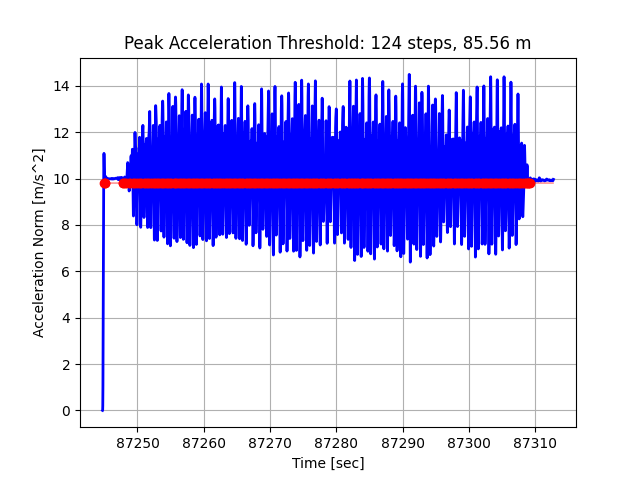 Peak Acceleration Threshold: 124 steps, 85.56 m
Acceleration Norm [m/s^2]
14
12
10
8
6
4
2
0
87250 87260 87270 87280 87290 87300 87310
Time [sec]